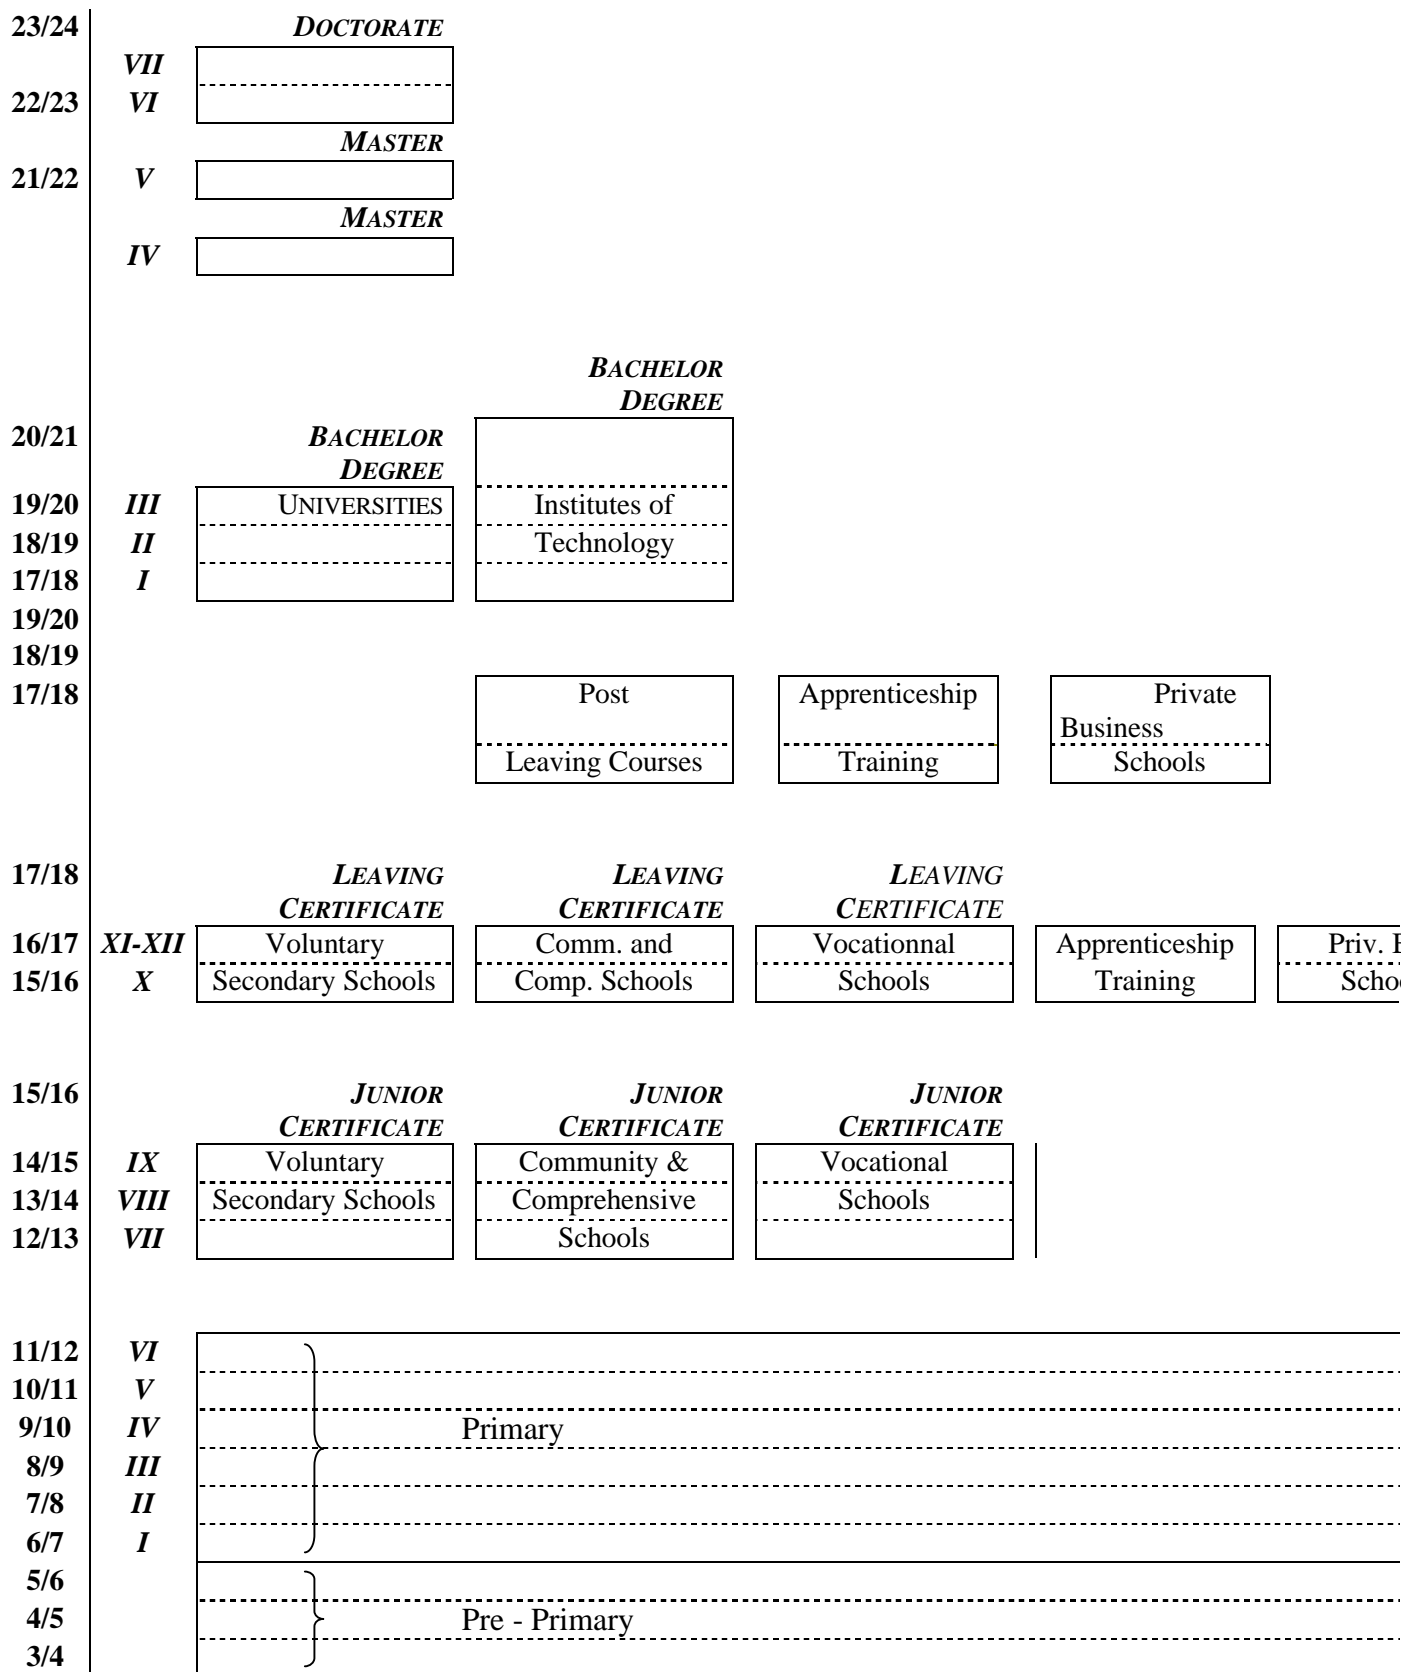 23/24 DOCTORATE
VII
22/23 VI
MASTER
21/22 V
MASTER
IV
BACHELOR
DEGREE
20/21 BACHELOR
DEGREE
19/20 III UNIVERSITIES Institutes of
18/19 II Technology
17/18 I
19/20
18/19
17/18 Post Apprenticeship Private
Business
Leaving Courses Training Schools
17/18 LEAVING LEAVING LEAVING
CERTIFICATE CERTIFICATE CERTIFICATE
16/17 XI-XII Voluntary Comm. and Vocationnal Apprenticeship Priv.
15/16 X Secondary Schools Comp. Schools Schools Training
15/16 JUNIOR JUNIOR JUNIOR
CERTIFICATE CERTIFICATE CERTIFICATE
14/15 IX Voluntary Community & Vocational
13/14 VIII Secondary Schools Comprehensive Schools
12/13 VII Schools
11/12 VI
10/11 V
9/10 IV Primary
8/9 III
7/8 II
6/7 I
5/6
4/5 Pre - Primary
3/4